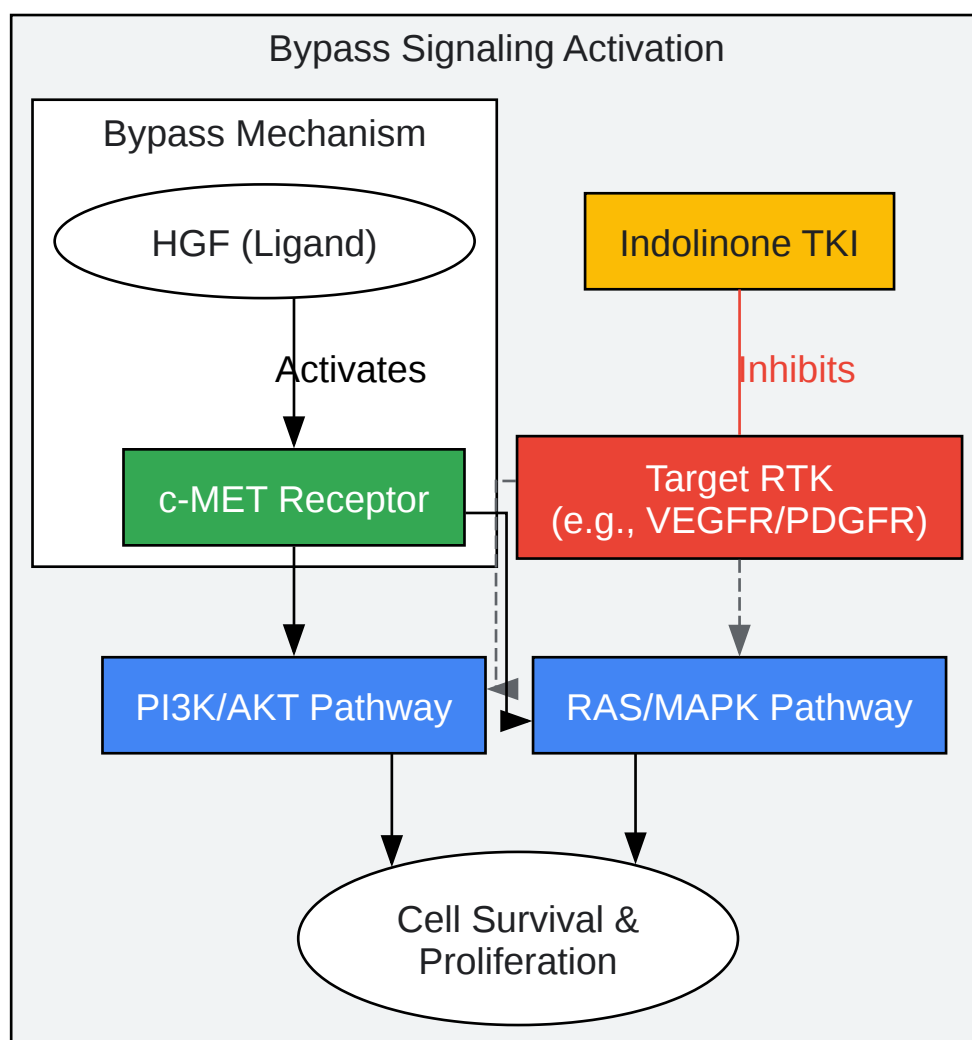 Bypass Signaling Activation
Bypass Mechanism
HGF (Ligand)
Indolinone TKI
Activates
Inhibits
c-MET Receptor
Target RTK
(e.g., VEGFR/PDGFR)
PI3K/AKT Pathway
RAS/MAPK Pathway
Cell Survival &
Proliferation